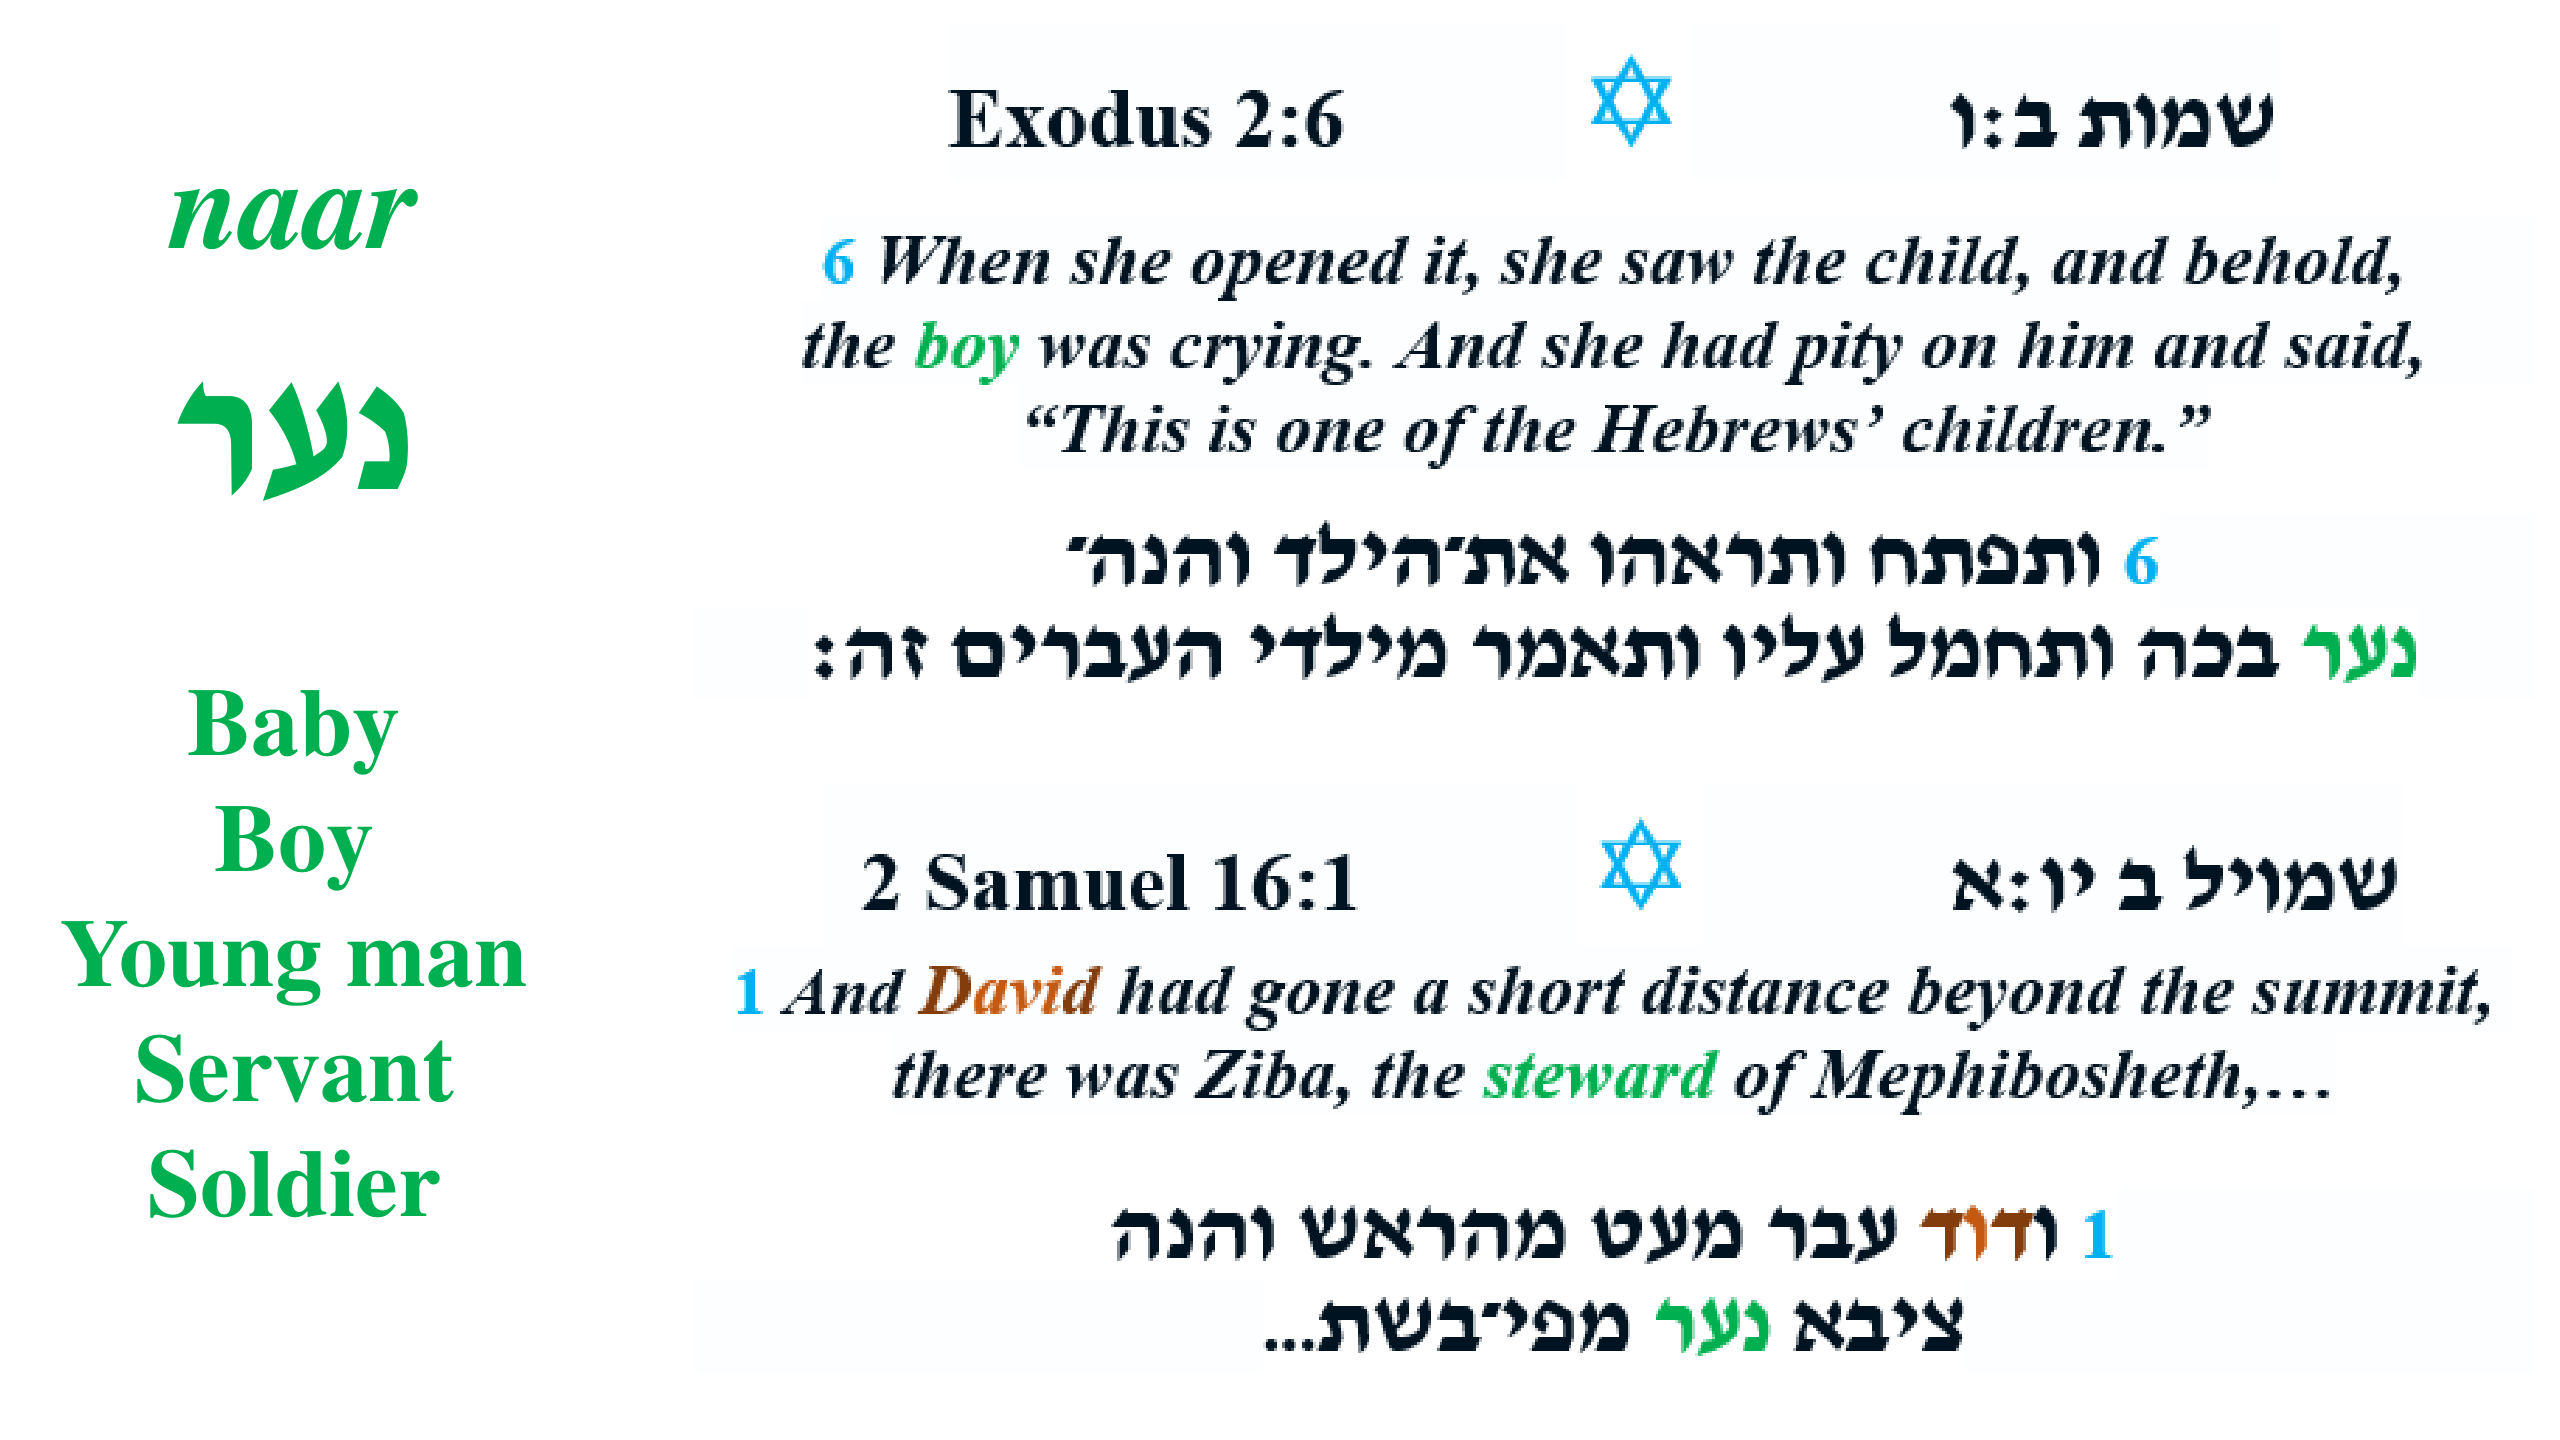 naar
נער
Baby
Boy
Young man
Servant
Soldier
Exodus 2:6 ✡ שמות ב:ו
6 When she opened it, she saw the child, and behold,
the boy was crying. And she had pity on him and said,
“This is one of the Hebrews’ children.”
6 ותפתח ותראהו את־הילד והנה־
נער בכה ותחמל עליו ותאמר מילדי העברים זה:
2 Samuel 16:1 ✡ שמויל ב יו:א
1 And David had gone a short distance beyond the summit,
there was Ziba, the steward of Mephibosheth,…
1 ודוד עבר מעט מהראש והנה
ציבא נער מפי־בשת...